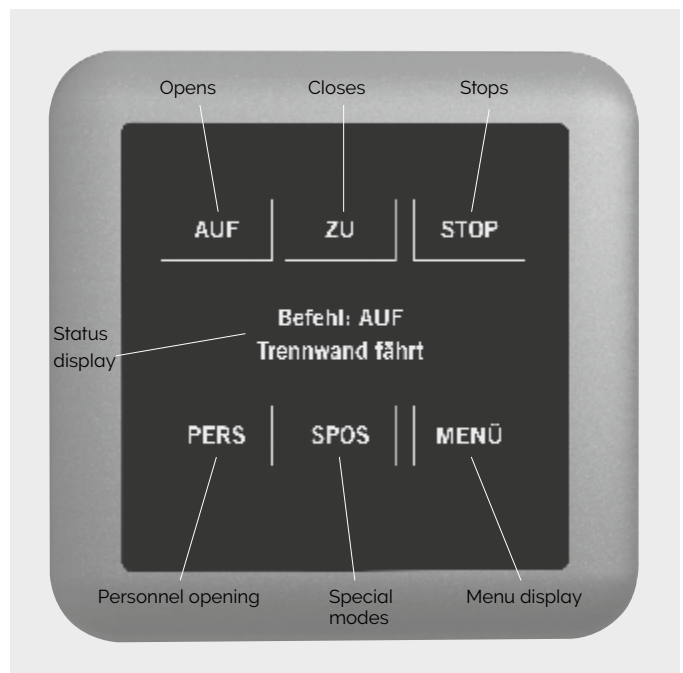 Opens Closes Stops
AUF ZU STOP
Befehl: AUF
Status
display
Trennwand fährt
PERS SPOS MENÜ
Personnel opening Special modes Menu display